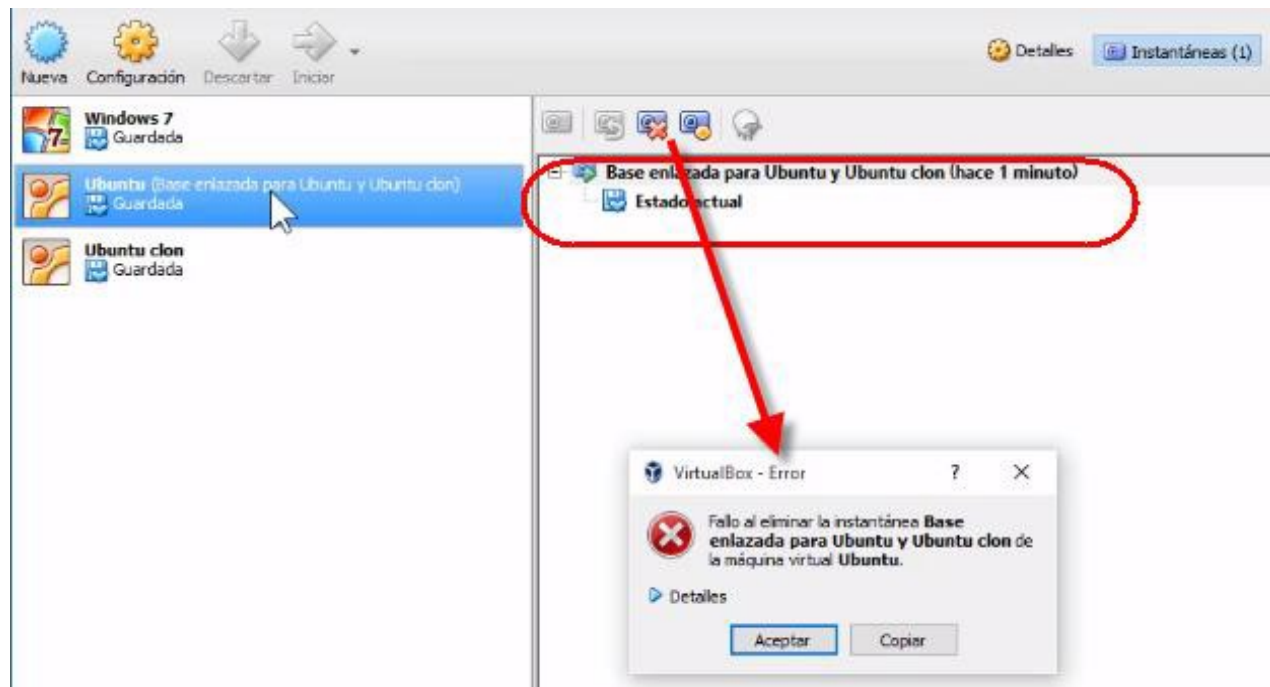 Nueva Configuración Descartar Iniciar
Detalles Instantáneas (1)
Windows 7
Guardada
Ubuntu (Base enlazada para Ubuntu y Ubuntu clon)
Guardada
Ubuntu clon
Guardada
Base enlazada para Ubuntu y Ubuntu clon (hace 1 minuto)
Estado actual
VirtualBox - Error ?
Fallo al eliminar la instantánea Base
enlazada para Ubuntu y Ubuntu clon de
la máquina virtual Ubuntu.
Detalles
Aceptar Copiar